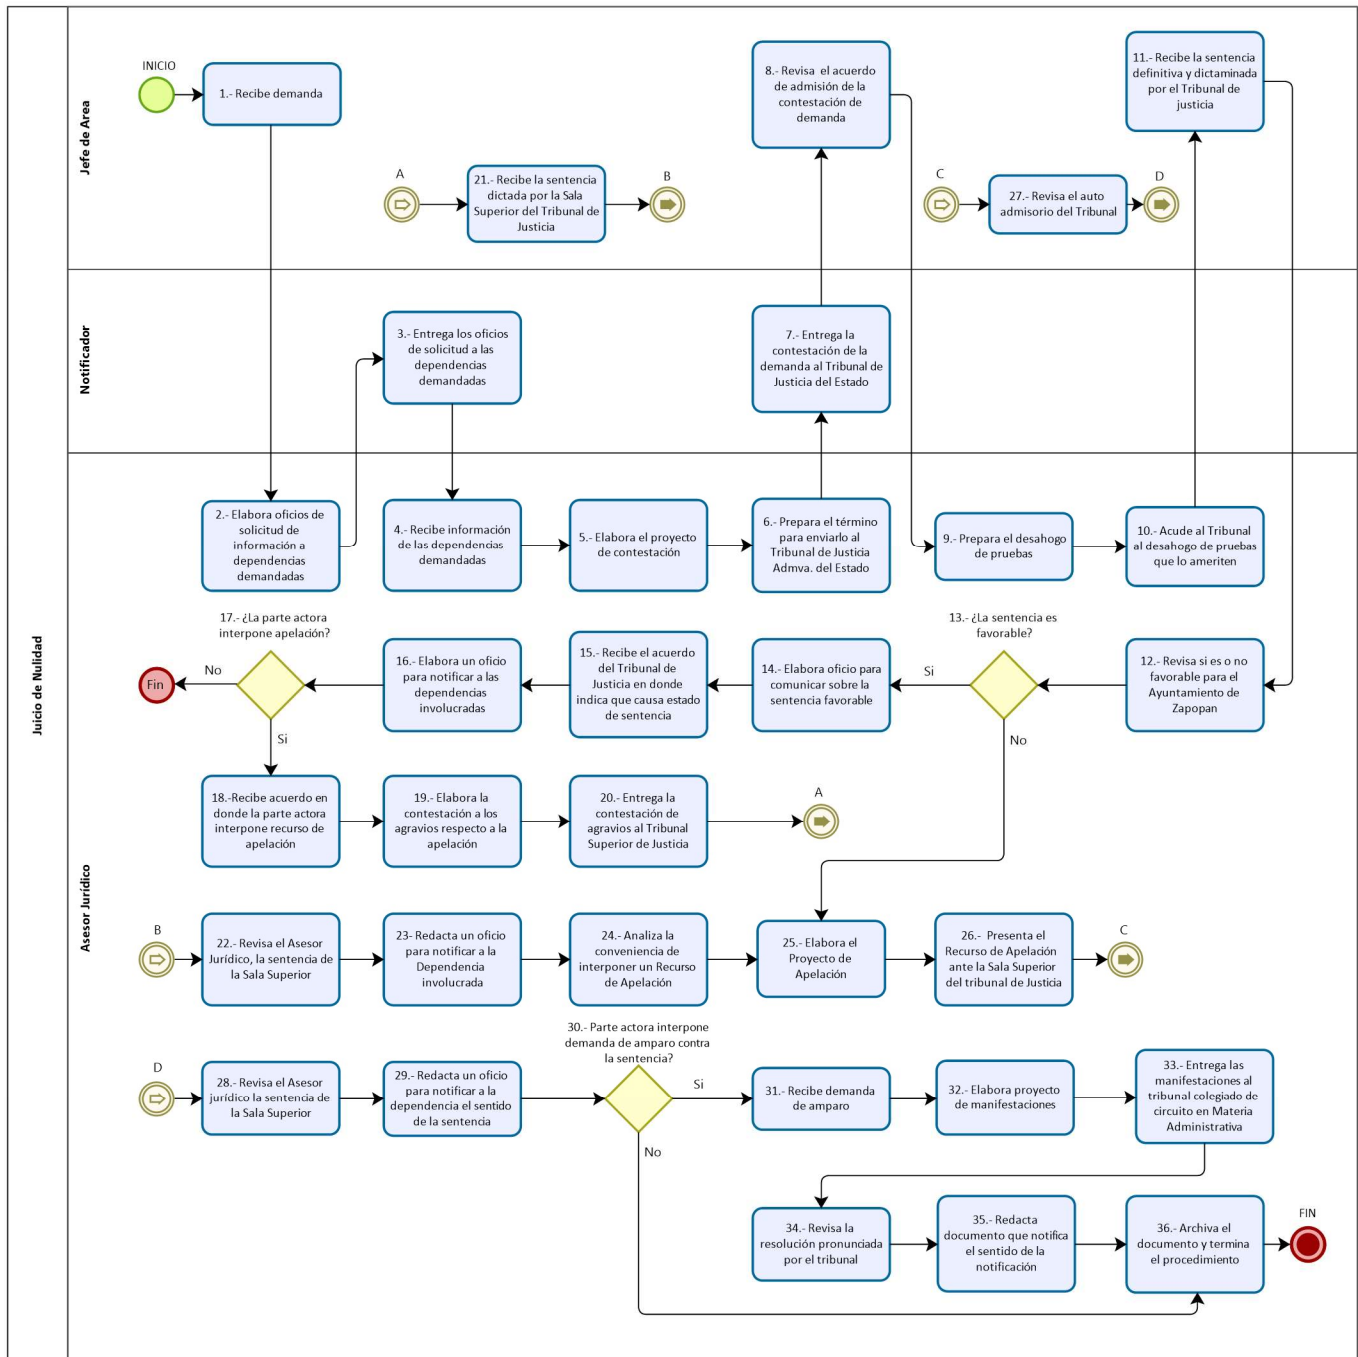 Juicio de Nulidad
Jefe de Area
INICIO
1.- Recibe demanda
8.- Revisa el acuerdo
de admisión de la
contestación de
demanda
11.- Recibe la sentencia
definitiva y dictaminada
por el Tribunal de
justicia
A
21.- Recibe la sentencia
dictada por la Sala
Superior del Tribunal de
Justicia
B
C
27.- Revisa el auto
admisorio del Tribunal
D
Notificador
3.- Entrega los oficios
de solicitud a las
dependencias
demandadas
7.- Entrega la
contestación de la
demanda al Tribunal de
Justicia del Estado
Asesor Jurídico
2.- Elabora oficios de
solicitud de
información a
dependencias
demandadas
4.- Recibe información
de las dependencias
demandadas
5.- Elabora el proyecto
de contestación
6.- Prepara el término
para enviarlo al
Tribunal de Justicia
Admva. del Estado
9.- Prepara el desahogo
de pruebas
10.- Acude al Tribunal
al desahogo de pruebas
que lo ameriten
17.- ¿La parte actora
interpone apelación?
No
Fin
Si
16.- Elabora un oficio
para notificar a las
dependencias
involucradas
15.- Recibe el acuerdo
del Tribunal de
Justicia en donde
indica que causa estado
de sentencia
14.- Elabora oficio para
comunicar sobre la
sentencia favorable
Si
13.- ¿La sentencia es
favorable?
No
12.- Revisa si es o no
favorable para el
Ayuntamiento de
Zapopan
18.-Recibe acuerdo en
donde la parte actora
interpone recurso de
apelación
19.- Elabora la
contestación a los
agravios respecto a la
apelación
20.- Entrega la
contestación de
agravios al Tribunal
Superior de Justicia
A
B
22.- Revisa el Asesor
Jurídico, la sentencia de
la Sala Superior
23- Redacta un oficio
para notificar a la
Dependencia
involucrada
24.- Analiza la
conveniencia de
interponer un Recurso
de Apelación
25.- Elabora el
Proyecto de
Apelación
26.- Presenta el
Recurso de Apelación
ante la Sala Superior
del tribunal de Justicia
C
D
28.- Revisa el Asesor
jurídico la sentencia de
la Sala Superior
29.- Redacta un oficio
para notificar a la
dependencia el sentido
de la sentencia
30.- Parte actora interpone
demanda de amparo contra
la sentencia?
Si
No
31.- Recibe demanda
de amparo
32.- Elabora proyecto
de manifestaciones
33.- Entrega las
manifestaciones al
tribunal colegiado de
circuito en Materia
Administrativa
34.- Revisa la
resolución pronunciada
por el tribunal
35.- Redacta
documento que notifica
el sentido de la
notificación
36.- Archiva el
documento y termina
el procedimiento
FIN